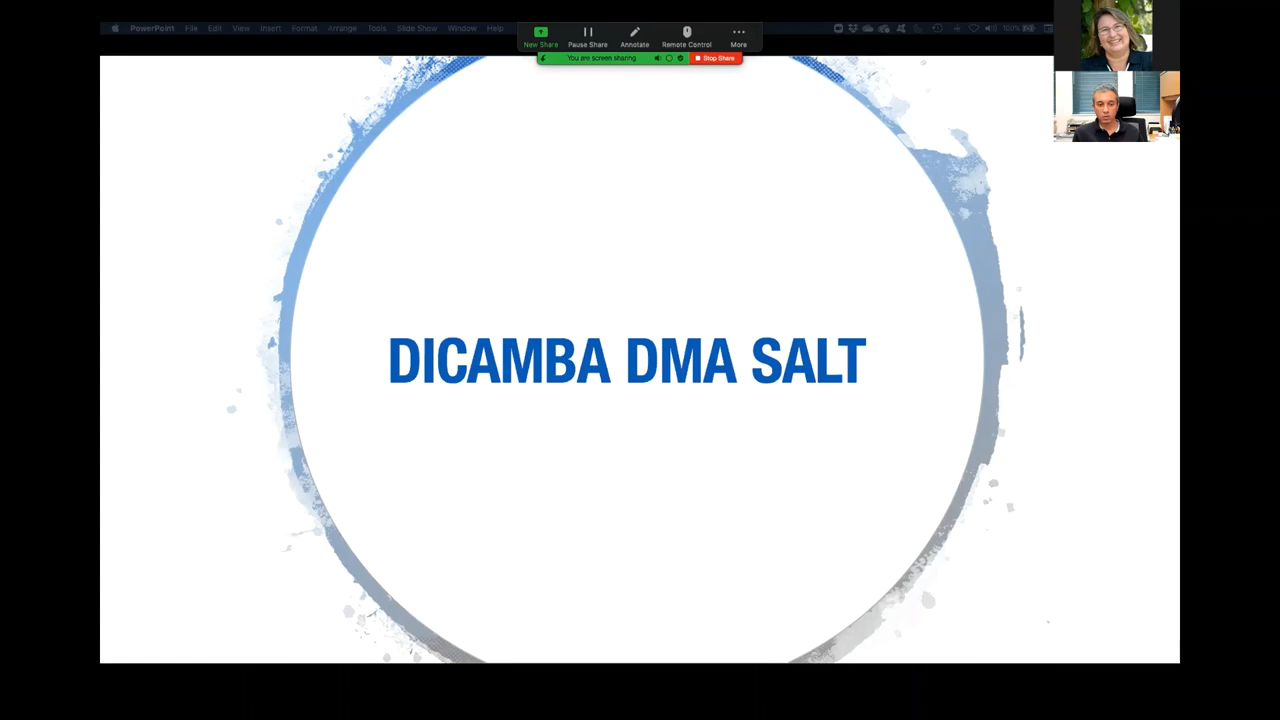 PowerPoint File Edit View Insert Format Arrange Tools Slide Show Window Help
100%
New Share Pause Share Annotate Remote Control More
You are screen sharing
Stop Share
DICAMBA DMA SALT